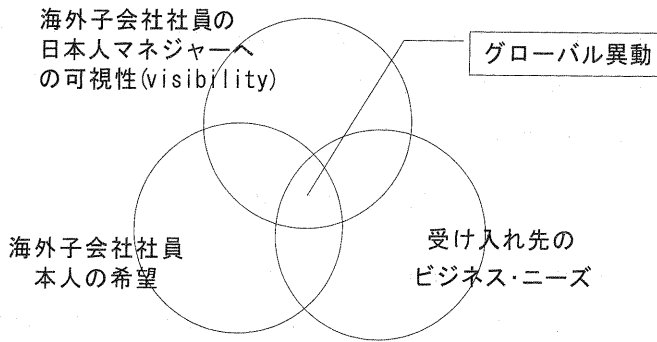 海外子会社社員の
日本人マネジャーへ
の可視性(visibility)
グローバル異動
海外子会社社員
本人の希望
受け入れ先の
ビジネス・ニーズ